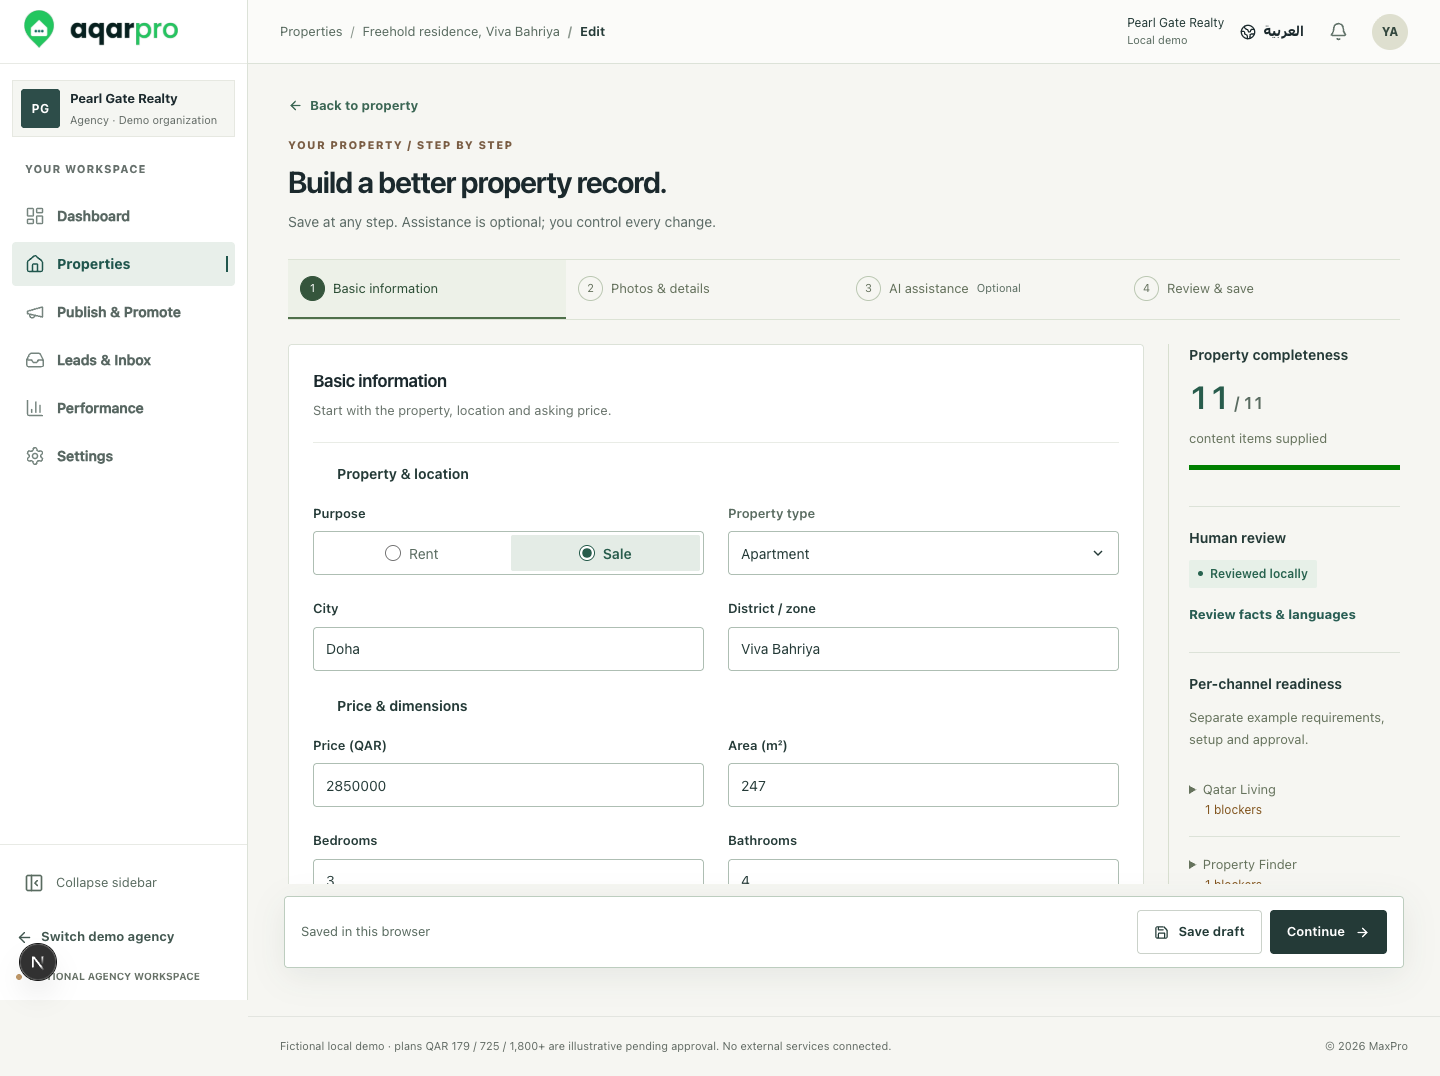 aqarpro
Properties / Freehold residence, Viva Bahriya / Edit
Pearl Gate Realty
Local demo
العربية
YA
PG
Pearl Gate Realty
Agency · Demo organization
YOUR WORKSPACE
Dashboard
Properties
Publish & Promote
Leads & Inbox
Performance
Settings
Collapse sidebar
Switch demo agency
N
IONAL AGENCY WORKSPACE
Back to property
YOUR PROPERTY / STEP BY STEP
Build a better property record.
Save at any step. Assistance is optional; you control every change.
1 Basic information
2 Photos & details
3 AI assistance Optional
4 Review & save
Basic information
Start with the property, location and asking price.
Property & location
Purpose
Rent
Sale
Property type
Apartment
City
Doha
District / zone
Viva Bahriya
Price & dimensions
Price (QAR)
2850000
Area (m²)
247
Bedrooms
3
Bathrooms
4
Property completeness
11 / 11
content items supplied
Human review
Reviewed locally
Review facts & languages
Per-channel readiness
Separate example requirements,
setup and approval.
Qatar Living
1 blockers
Property Finder
1 blockers
Saved in this browser
Save draft
Continue
Fictional local demo · plans QAR 179 / 725 / 1,800+ are illustrative pending approval. No external services connected.
© 2026 MaxPro